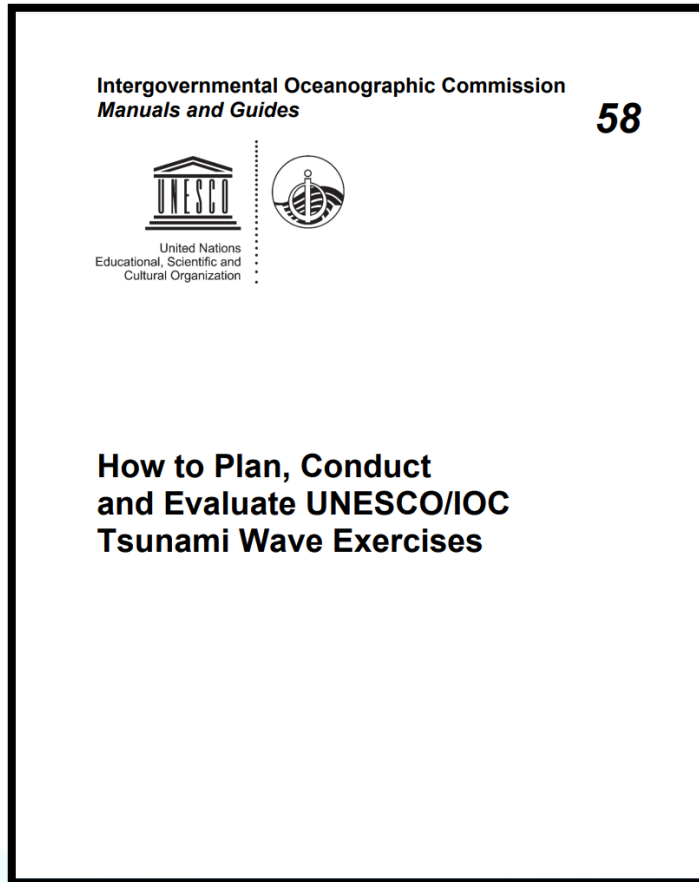 Intergovernmental Oceanographic Commission
Manuals and Guides
58
UNESCO
United Nations
Educational, Scientific and
Cultural Organization
How to Plan, Conduct
and Evaluate UNESCO/IOC
Tsunami Wave Exercises